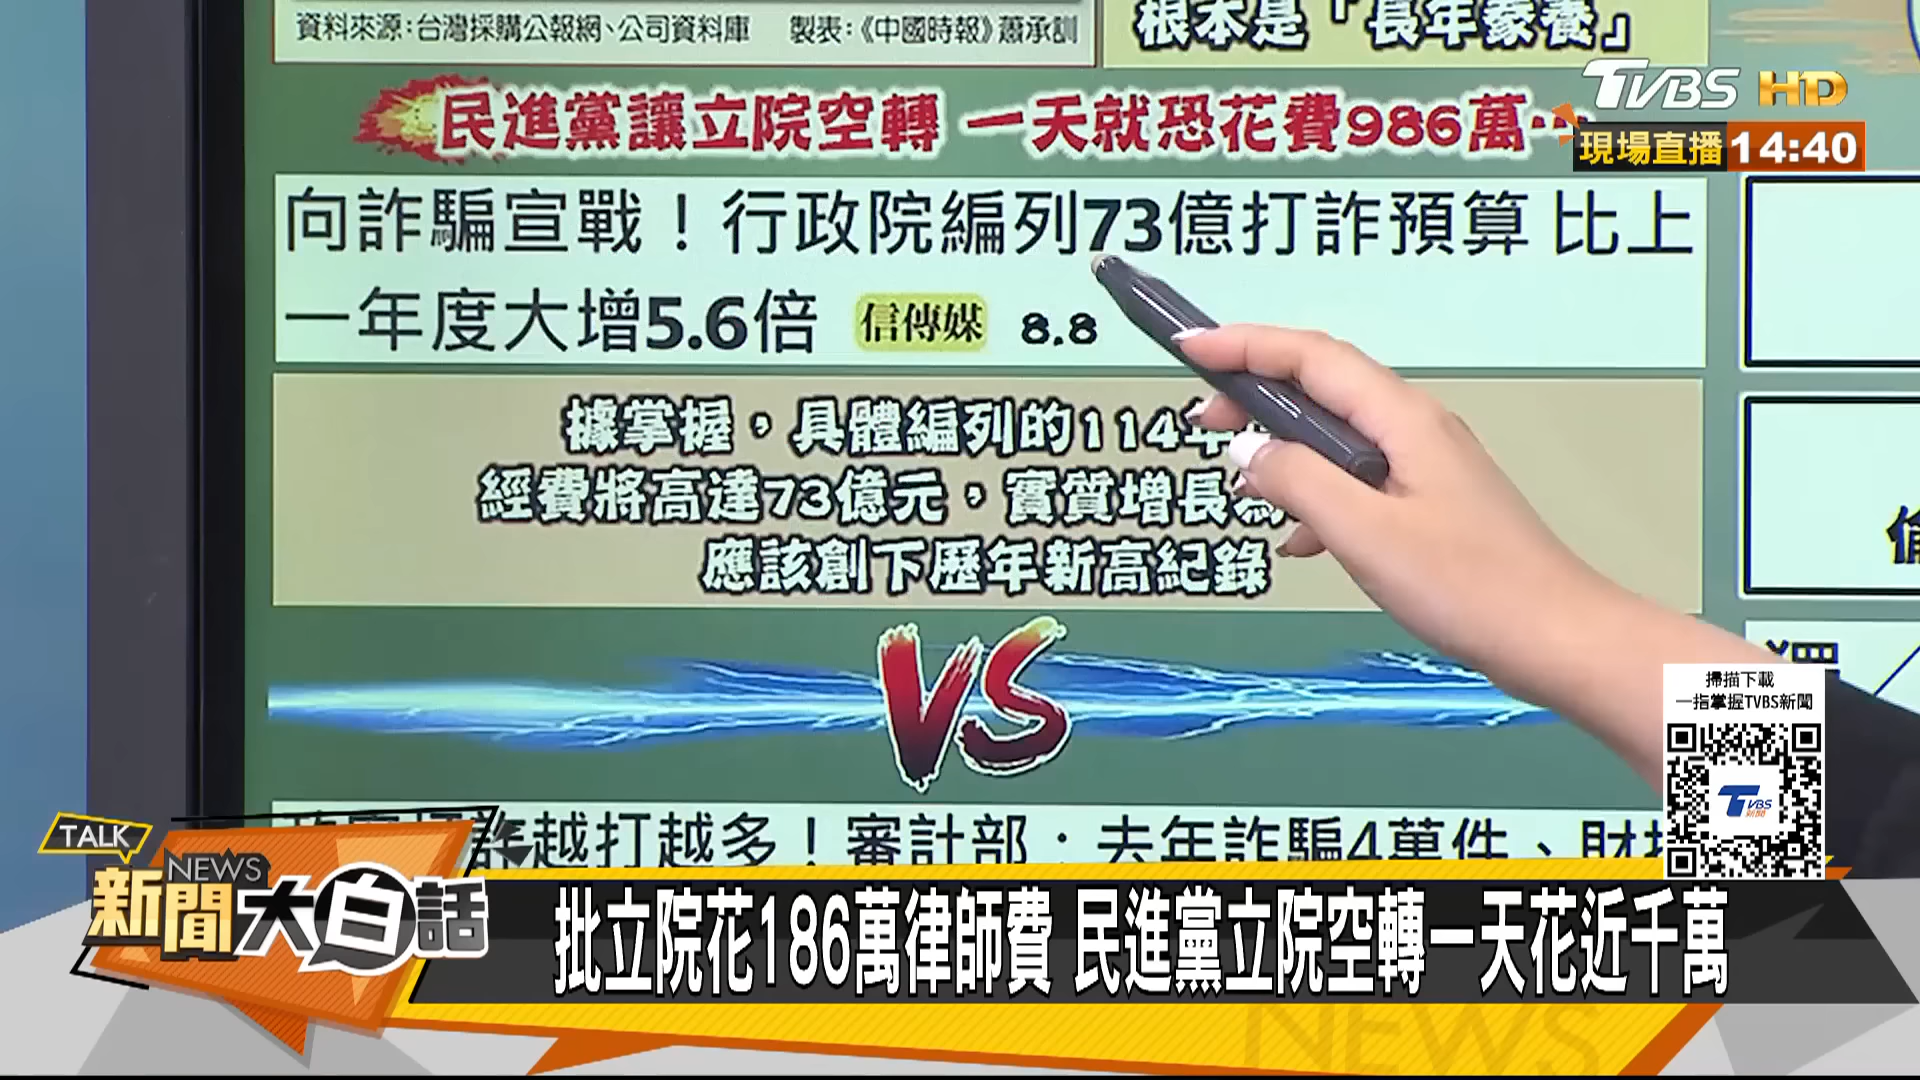 資料來源:台灣採購公報網、公司資料庫 製表:《中國時報》蕭承訓
根本是「長年豢養」
TVBS HD
民進黨讓立院空轉 一天就恐花費986萬…
現場直播 14:40
向詐騙宣戰!行政院編列73億打詐預算 比上
一年度大增5.6倍 信傳媒 8.8
據掌握,具體編列的114年
經費將高達73億元,實質增長為
應該創下歷年新高紀錄
VS
掃描下載
一指掌握TVBS新聞
TVBS
新聞
詐越打越多!審計部:去年詐騙4萬件、財
TALK
NEWS
新聞大白話
批立院花186萬律師費 民進黨立院空轉一天花近千萬
NEWS